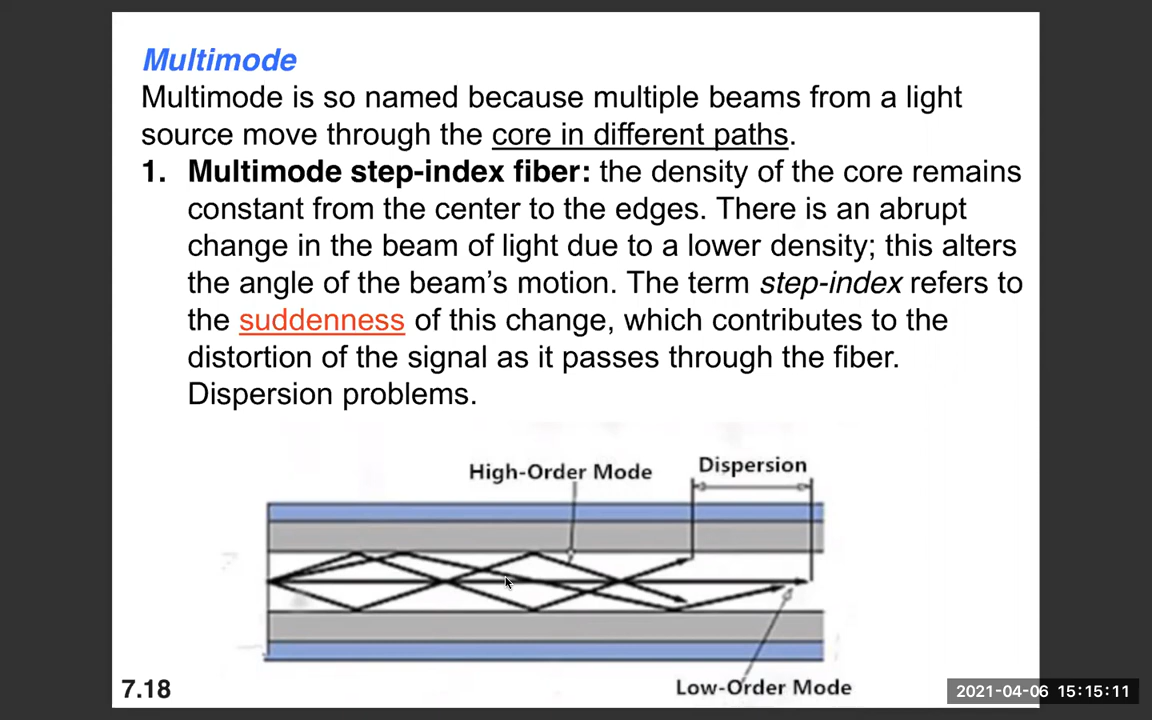 Multimode
Multimode is so named because multiple beams from a light
source move through the core in different paths.
1. Multimode step-index fiber: the density of the core remains
constant from the center to the edges. There is an abrupt
change in the beam of light due to a lower density; this alters
the angle of the beam's motion. The term step-index refers to
the suddenness of this change, which contributes to the
distortion of the signal as it passes through the fiber.
Dispersion problems.
High-Order Mode
Dispersion
Low-Order Mode
7.18
2021-04-06 15:15:11